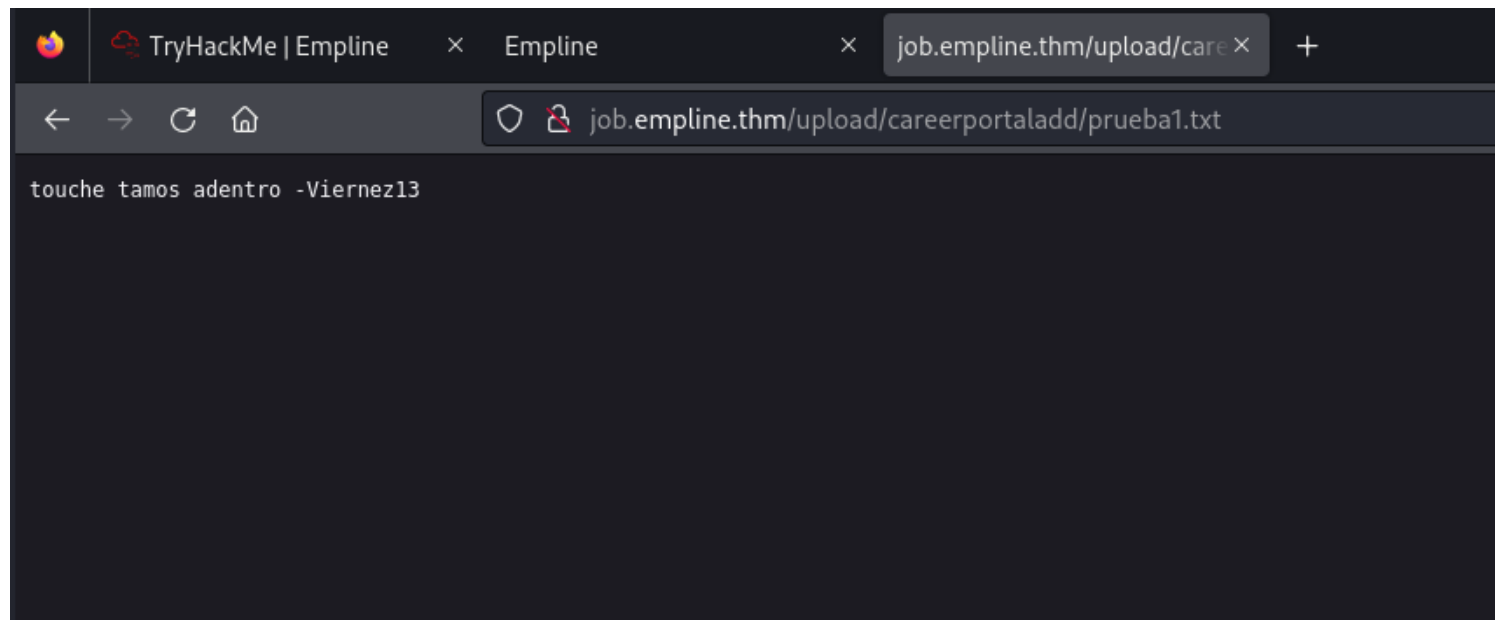 TryHackMe | Empline
Empline
job.empline.thm/upload/care
job.empline.thm/upload/careerportaladd/prueba1.txt
touche tamos adentro -Viernez13